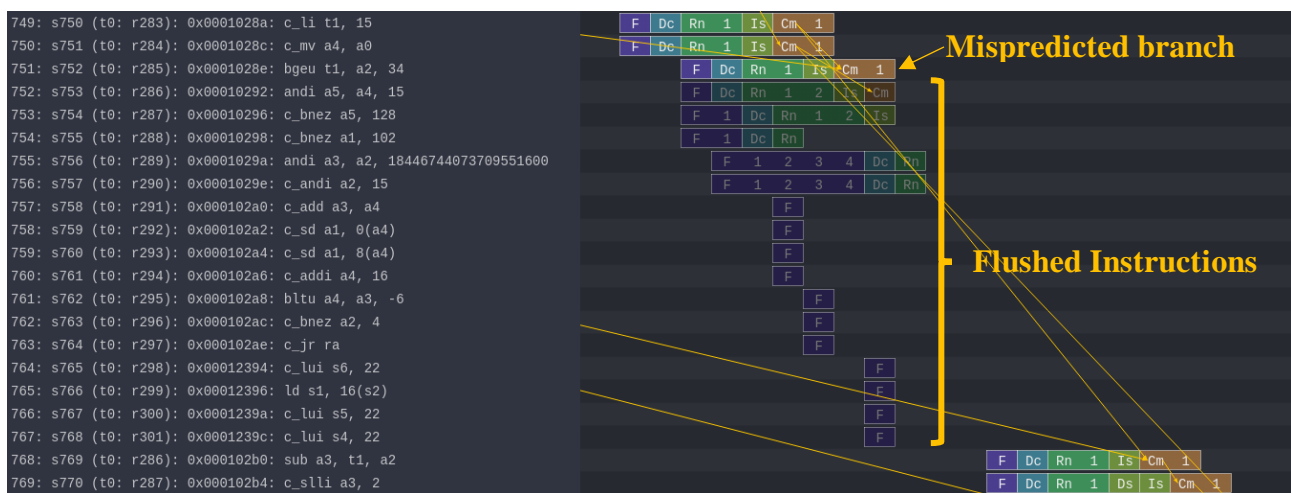 749: s750 (t0: r283): 0x0001028a: c_li t1, 15 F Dc Rn 1 Is Cm 1
750: s751 (t0: r284): 0x0001028c: c_mv a4, a0 F Dc Rn 1 Is Cm 1 Mispredicted branch
751: s752 (t0: r285): 0x0001028e: bgeu t1, a2, 34 F Dc Rn 1 Is Cm 1
752: s753 (t0: r286): 0x00010292: andi a5, a4, 15 F Dc Rn 1 2 Is Cm
753: s754 (t0: r287): 0x00010296: c_bnez a5, 128 F 1 Dc Rn 1 2 Is
754: s755 (t0: r288): 0x00010298: c_bnez a1, 102 F 1 Dc Rn
755: s756 (t0: r289): 0x0001029a: andi a3, a2, 18446744073709551600 F 1 2 3 4 Dc Rn
756: s757 (t0: r290): 0x0001029e: c_andi a2, 15 F 1 2 3 4 Dc Rn
757: s758 (t0: r291): 0x000102a0: c_add a3, a4 F
758: s759 (t0: r292): 0x000102a2: c_sd a1, 0(a4) F
759: s760 (t0: r293): 0x000102a4: c_sd a1, 8(a4) F Flushed Instructions
760: s761 (t0: r294): 0x000102a6: c_addi a4, 16 F
761: s762 (t0: r295): 0x000102a8: bltu a4, a3, -6 F
762: s763 (t0: r296): 0x000102ac: c_bnez a2, 4 F
763: s764 (t0: r297): 0x000102ae: c_jr ra F
764: s765 (t0: r298): 0x00012394: c_lui s6, 22 F
765: s766 (t0: r299): 0x00012396: ld s1, 16(s2) F
766: s767 (t0: r300): 0x0001239a: c_lui s5, 22 F
767: s768 (t0: r301): 0x0001239c: c_lui s4, 22 F
768: s769 (t0: r286): 0x000102b0: sub a3, t1, a2 F Dc Rn 1 Is Cm 1
769: s770 (t0: r287): 0x000102b4: c_slli a3, 2 F Dc Rn 1 Ds Is Cm 1